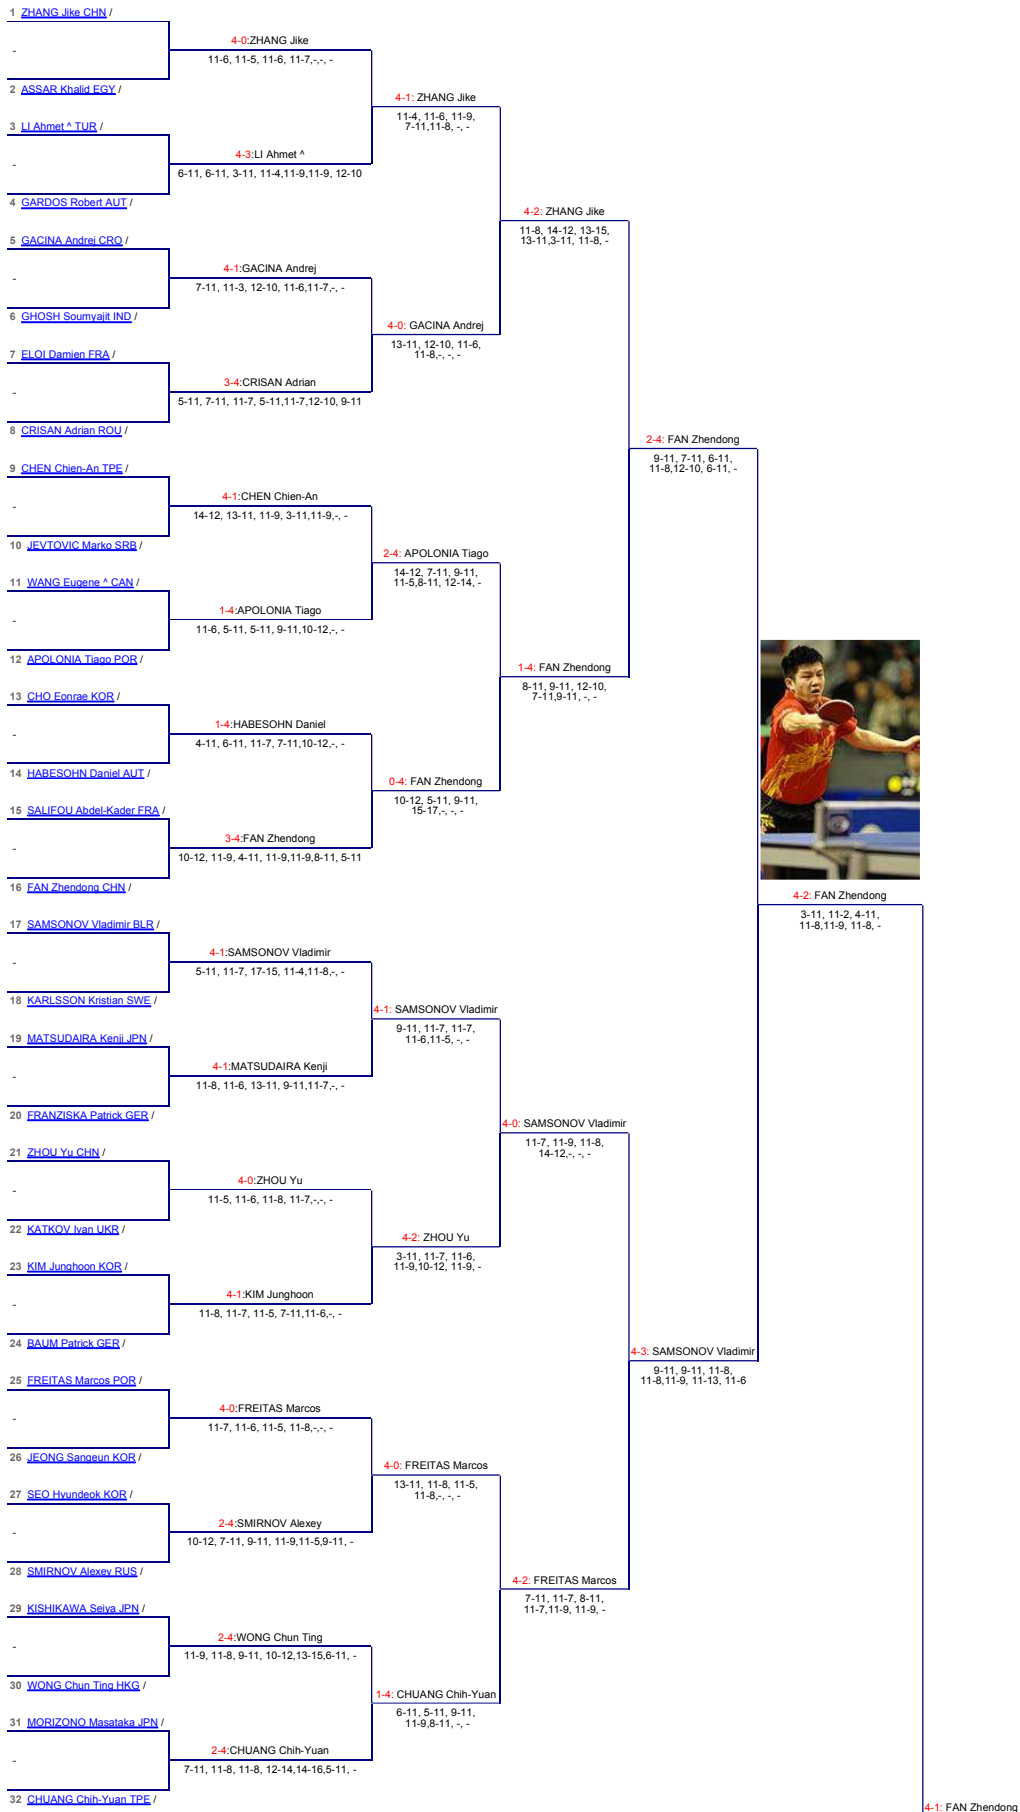 1 ZHANG Jike CHN /
4-0:ZHANG Jike
-
11-6, 11-5, 11-6, 11-7,-,-, -
2 ASSAR Khalid EGY /
4-1: ZHANG Jike
11-4, 11-6, 11-9,
7-11,11-8, -, -
3 LI Ahmet ^ TUR /
4-3:LI Ahmet ^
-
6-11, 6-11, 3-11, 11-4,11-9,11-9, 12-10
4 GARDOS Robert AUT /
4-2: ZHANG Jike
11-8, 14-12, 13-15,
13-11,3-11, 11-8, -
5 GACINA Andrej CRO /
4-1:GACINA Andrej
-
7-11, 11-3, 12-10, 11-6,11-7,-, -
6 GHOSH Soumyajit IND /
4-0: GACINA Andrej
13-11, 12-10, 11-6,
11-8,-, -, -
7 ELOI Damien FRA /
3-4:CRISAN Adrian
-
5-11, 7-11, 11-7, 5-11,11-7,12-10, 9-11
8 CRISAN Adrian ROU /
2-4: FAN Zhendong
9-11, 7-11, 6-11,
11-8,12-10, 6-11, -
9 CHEN Chien-An TPE /
4-1:CHEN Chien-An
-
14-12, 13-11, 11-9, 3-11,11-9,-, -
10 JEVTOVIC Marko SRB /
2-4: APOLONIA Tiago
14-12, 7-11, 9-11,
11-5,8-11, 12-14, -
11 WANG Eugene ^ CAN /
1-4:APOLONIA Tiago
-
11-6, 5-11, 5-11, 9-11,10-12,-, -
12 APOLONIA Tiago POR /
1-4: FAN Zhendong
8-11, 9-11, 12-10,
7-11,9-11, -, -
13 CHO Eonrae KOR /
1-4:HABESOHN Daniel
-
4-11, 6-11, 11-7, 7-11,10-12,-, -
14 HABESOHN Daniel AUT /
0-4: FAN Zhendong
10-12, 5-11, 9-11,
15-17,-, -, -
15 SALIFOU Abdel-Kader FRA /
3-4:FAN Zhendong
-
10-12, 11-9, 4-11, 11-9,11-9,8-11, 5-11
16 FAN Zhendong CHN /
4-2: FAN Zhendong
3-11, 11-2, 4-11,
11-8,11-9, 11-8, -
17 SAMSONOV Vladimir BLR /
4-1:SAMSONOV Vladimir
-
5-11, 11-7, 17-15, 11-4,11-8,-, -
18 KARLSSON Kristian SWE /
4-1: SAMSONOV Vladimir
9-11, 11-7, 11-7,
11-6,11-5, -, -
19 MATSUDAIRA Kenji JPN /
4-1:MATSUDAIRA Kenji
-
11-8, 11-6, 13-11, 9-11,11-7,-, -
20 FRANZISKA Patrick GER /
4-0: SAMSONOV Vladimir
11-7, 11-9, 11-8,
14-12,-, -, -
21 ZHOU Yu CHN /
4-0:ZHOU Yu
-
11-5, 11-6, 11-8, 11-7,-,-, -
22 KATKOV Ivan UKR /
4-2: ZHOU Yu
3-11, 11-7, 11-6,
11-9,10-12, 11-9, -
23 KIM Junghoon KOR /
4-1:KIM Junghoon
-
11-8, 11-7, 11-5, 7-11,11-6,-, -
24 BAUM Patrick GER /
4-3: SAMSONOV Vladimir
9-11, 9-11, 11-8,
11-8,11-9, 11-13, 11-6
25 FREITAS Marcos POR /
4-0:FREITAS Marcos
-
11-7, 11-6, 11-5, 11-8,-,-, -
26 JEONG Sangeun KOR /
4-0: FREITAS Marcos
13-11, 11-8, 11-5,
11-8,-, -, -
27 SEO Hyundeok KOR /
2-4:SMIRNOV Alexey
-
10-12, 7-11, 9-11, 11-9,11-5,9-11, -
28 SMIRNOV Alexey RUS /
4-2: FREITAS Marcos
7-11, 11-7, 8-11,
11-7,11-9, 11-9, -
29 KISHIKAWA Seiya JPN /
2-4:WONG Chun Ting
-
11-9, 11-8, 9-11, 10-12,13-15,6-11, -
30 WONG Chun Ting HKG /
1-4: CHUANG Chih-Yuan
6-11, 5-11, 9-11,
11-9,8-11, -, -
31 MORIZONO Masataka JPN /
2-4:CHUANG Chih-Yuan
-
7-11, 11-8, 11-8, 12-14,14-16,5-11, -
32 CHUANG Chih-Yuan TPE /
4-1: FAN Zhendong